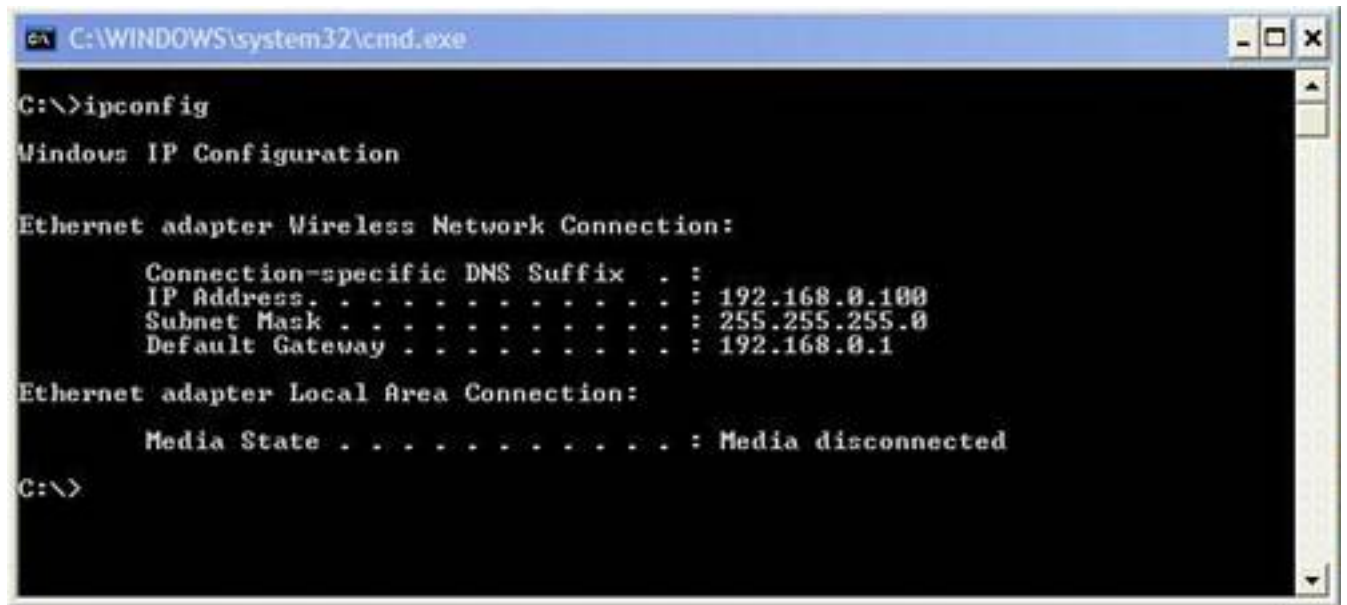 C:\WINDOWS\system32\cmd.exe
C:\>ipconfig
Windows IP Configuration
Ethernet adapter Wireless Network Connection:
Connection-specific DNS Suffix . :
IP Address. . . . . . . . . . . . : 192.168.0.100
Subnet Mask . . . . . . . . . . . : 255.255.255.0
Default Gateway . . . . . . . . . : 192.168.0.1
Ethernet adapter Local Area Connection:
Media State . . . . . . . . . . . : Media disconnected
C:\>